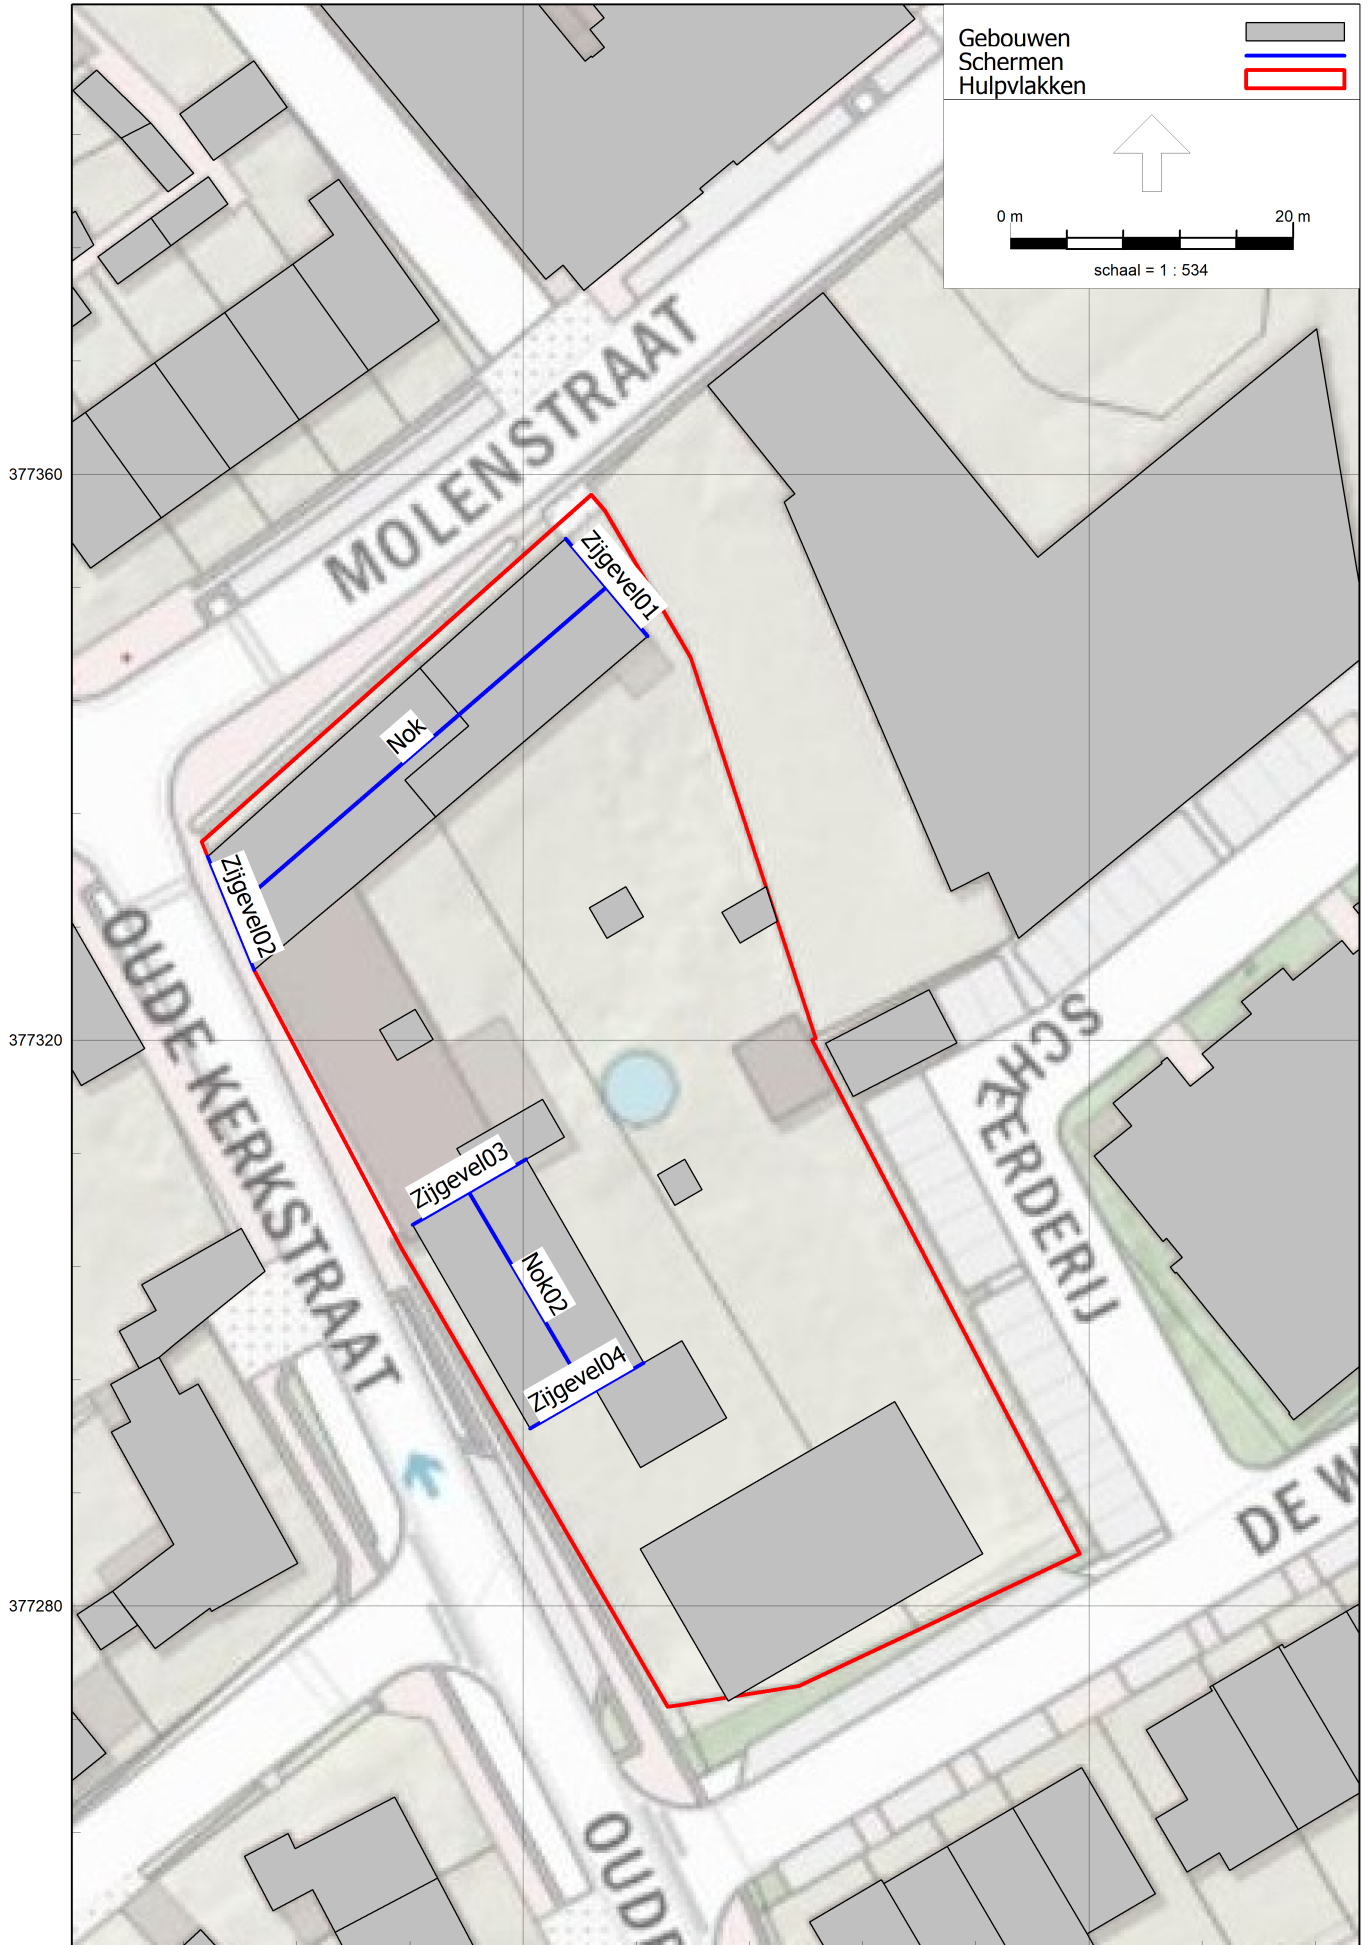 Gebouwen
Schermen
Hulpvlakken
0 m 20 m
schaal = 1 : 534
MOLENSTRAAT
377360
Zijgevel01
Nok
Zijgevel02
OUDE KERKSTRAAT
377320
SCHEERDERIJ
Zijgevel03
Nok02
Zijgevel04
DE W
377280
OUDE